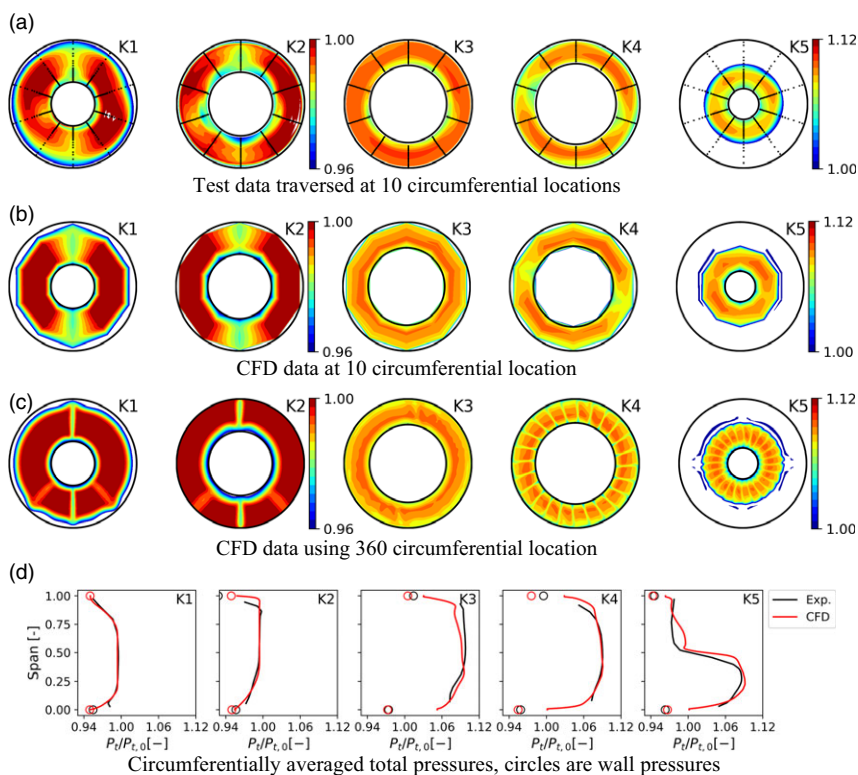 (a)
K1
K2
1.00
0.96
K3
K4
K5
1.12
1.00
Test data traversed at 10 circumferential locations
(b)
K1
K2
1.00
0.96
K3
K4
K5
1.12
1.00
CFD data at 10 circumferential location
(c)
K1
K2
1.00
0.96
K3
K4
K5
1.12
1.00
CFD data using 360 circumferential location
(d)
Span [-]
1.00
0.75
0.50
0.25
0.00
K1
K2
K3
K4
K5
Exp.
CFD
0.94 1.00 1.06 1.12
0.94 1.00 1.06 1.12
0.94 1.00 1.06 1.12
0.94 1.00 1.06 1.12
0.94 1.00 1.06 1.12
Pt/Pt, 0[-]
Pt/Pt, 0[-]
Pt/Pt, 0[-]
Pt/Pt, 0[-]
Pt/Pt, 0[-]
Circumferentially averaged total pressures, circles are wall pressures